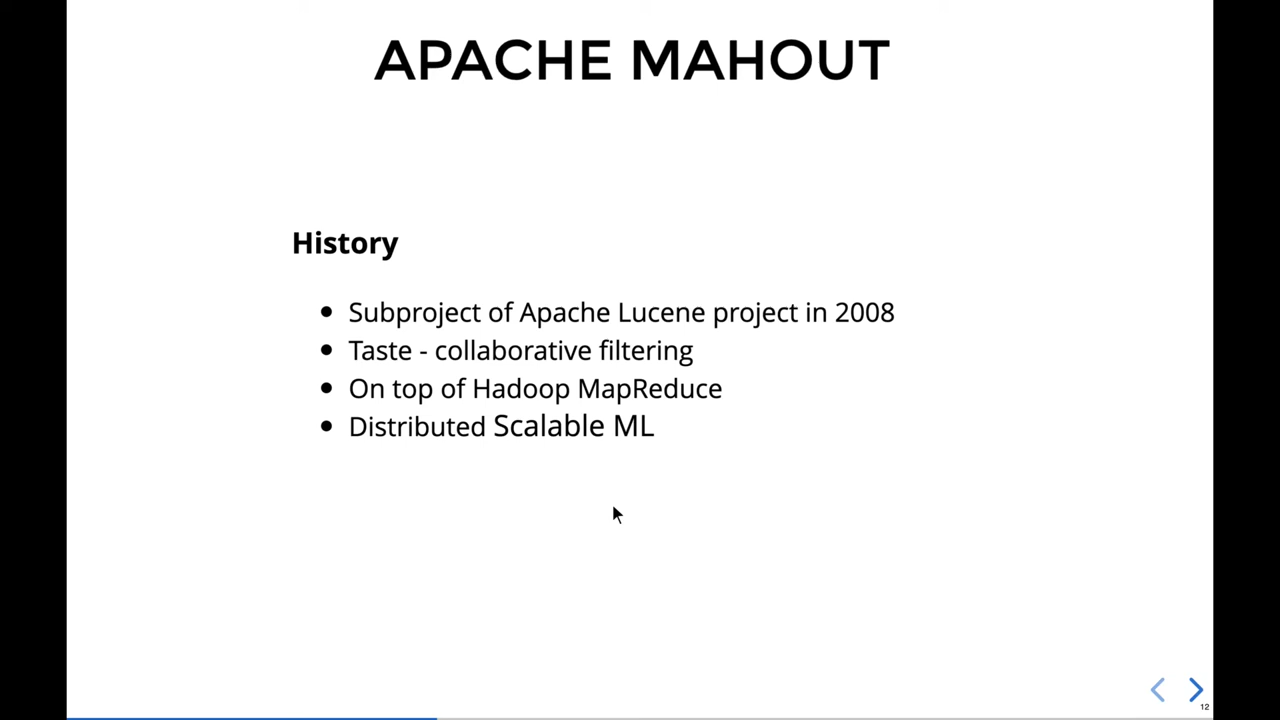 APACHE MAHOUT
History
Subproject of Apache Lucene project in 2008
Taste - collaborative filtering
On top of Hadoop MapReduce
Distributed Scalable ML
12